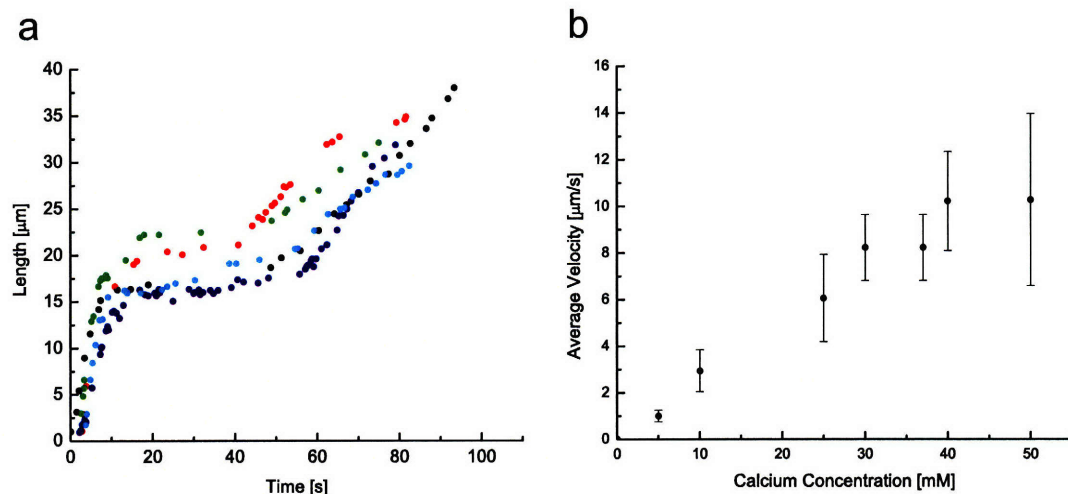 a
40
35
30
25
20
15
10
5
0
Length [µm]
0 20 40 60 80 100
Time [s]
b
16
14
12
10
8
6
4
2
0
Average Velocity [µm/s]
0 10 20 30 40 50
Calcium Concentration [mM]